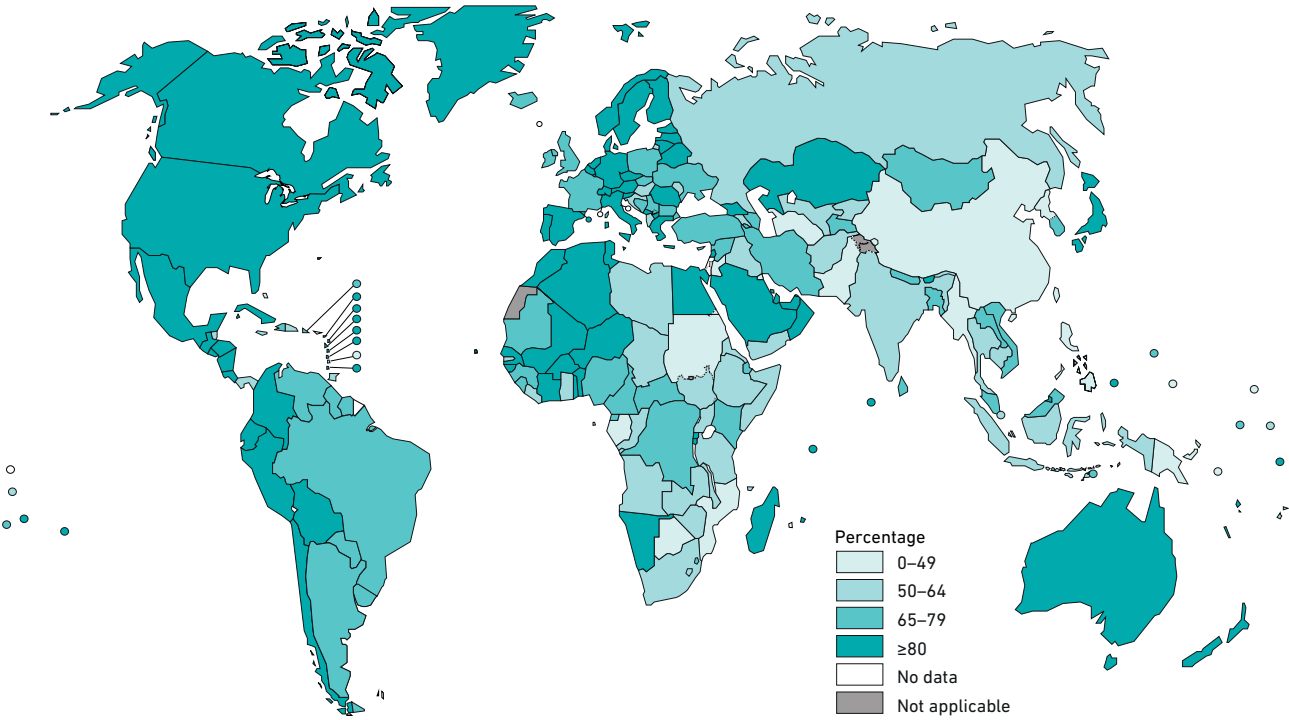 Percentage
0–49
50–64
65–79
≥80
No data
Not applicable